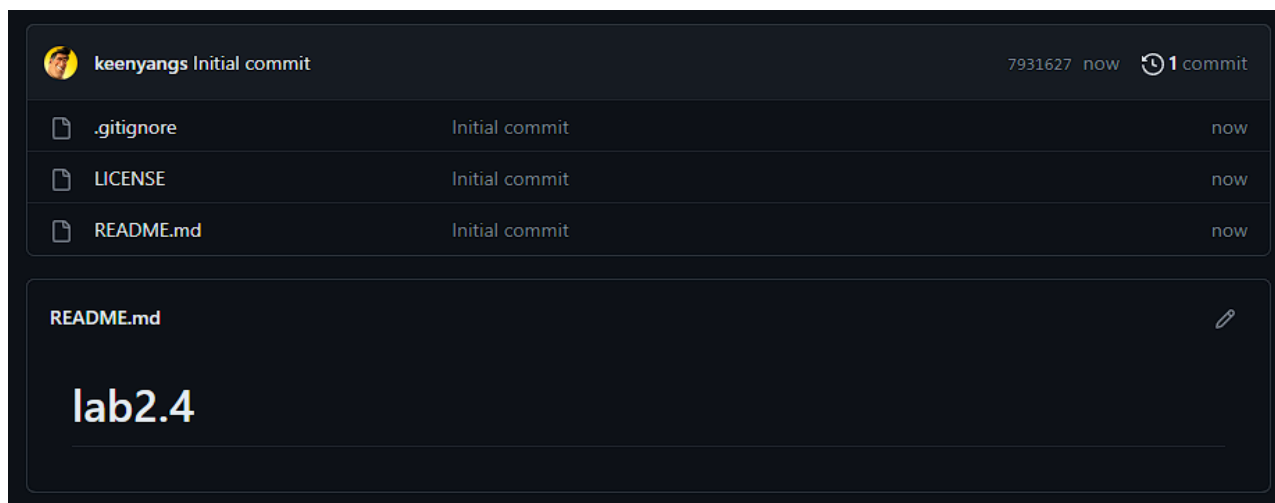 keenyangs Initial commit 7931627 now 1 commit
.gitignore Initial commit now
LICENSE Initial commit now
README.md Initial commit now
README.md
lab2.4